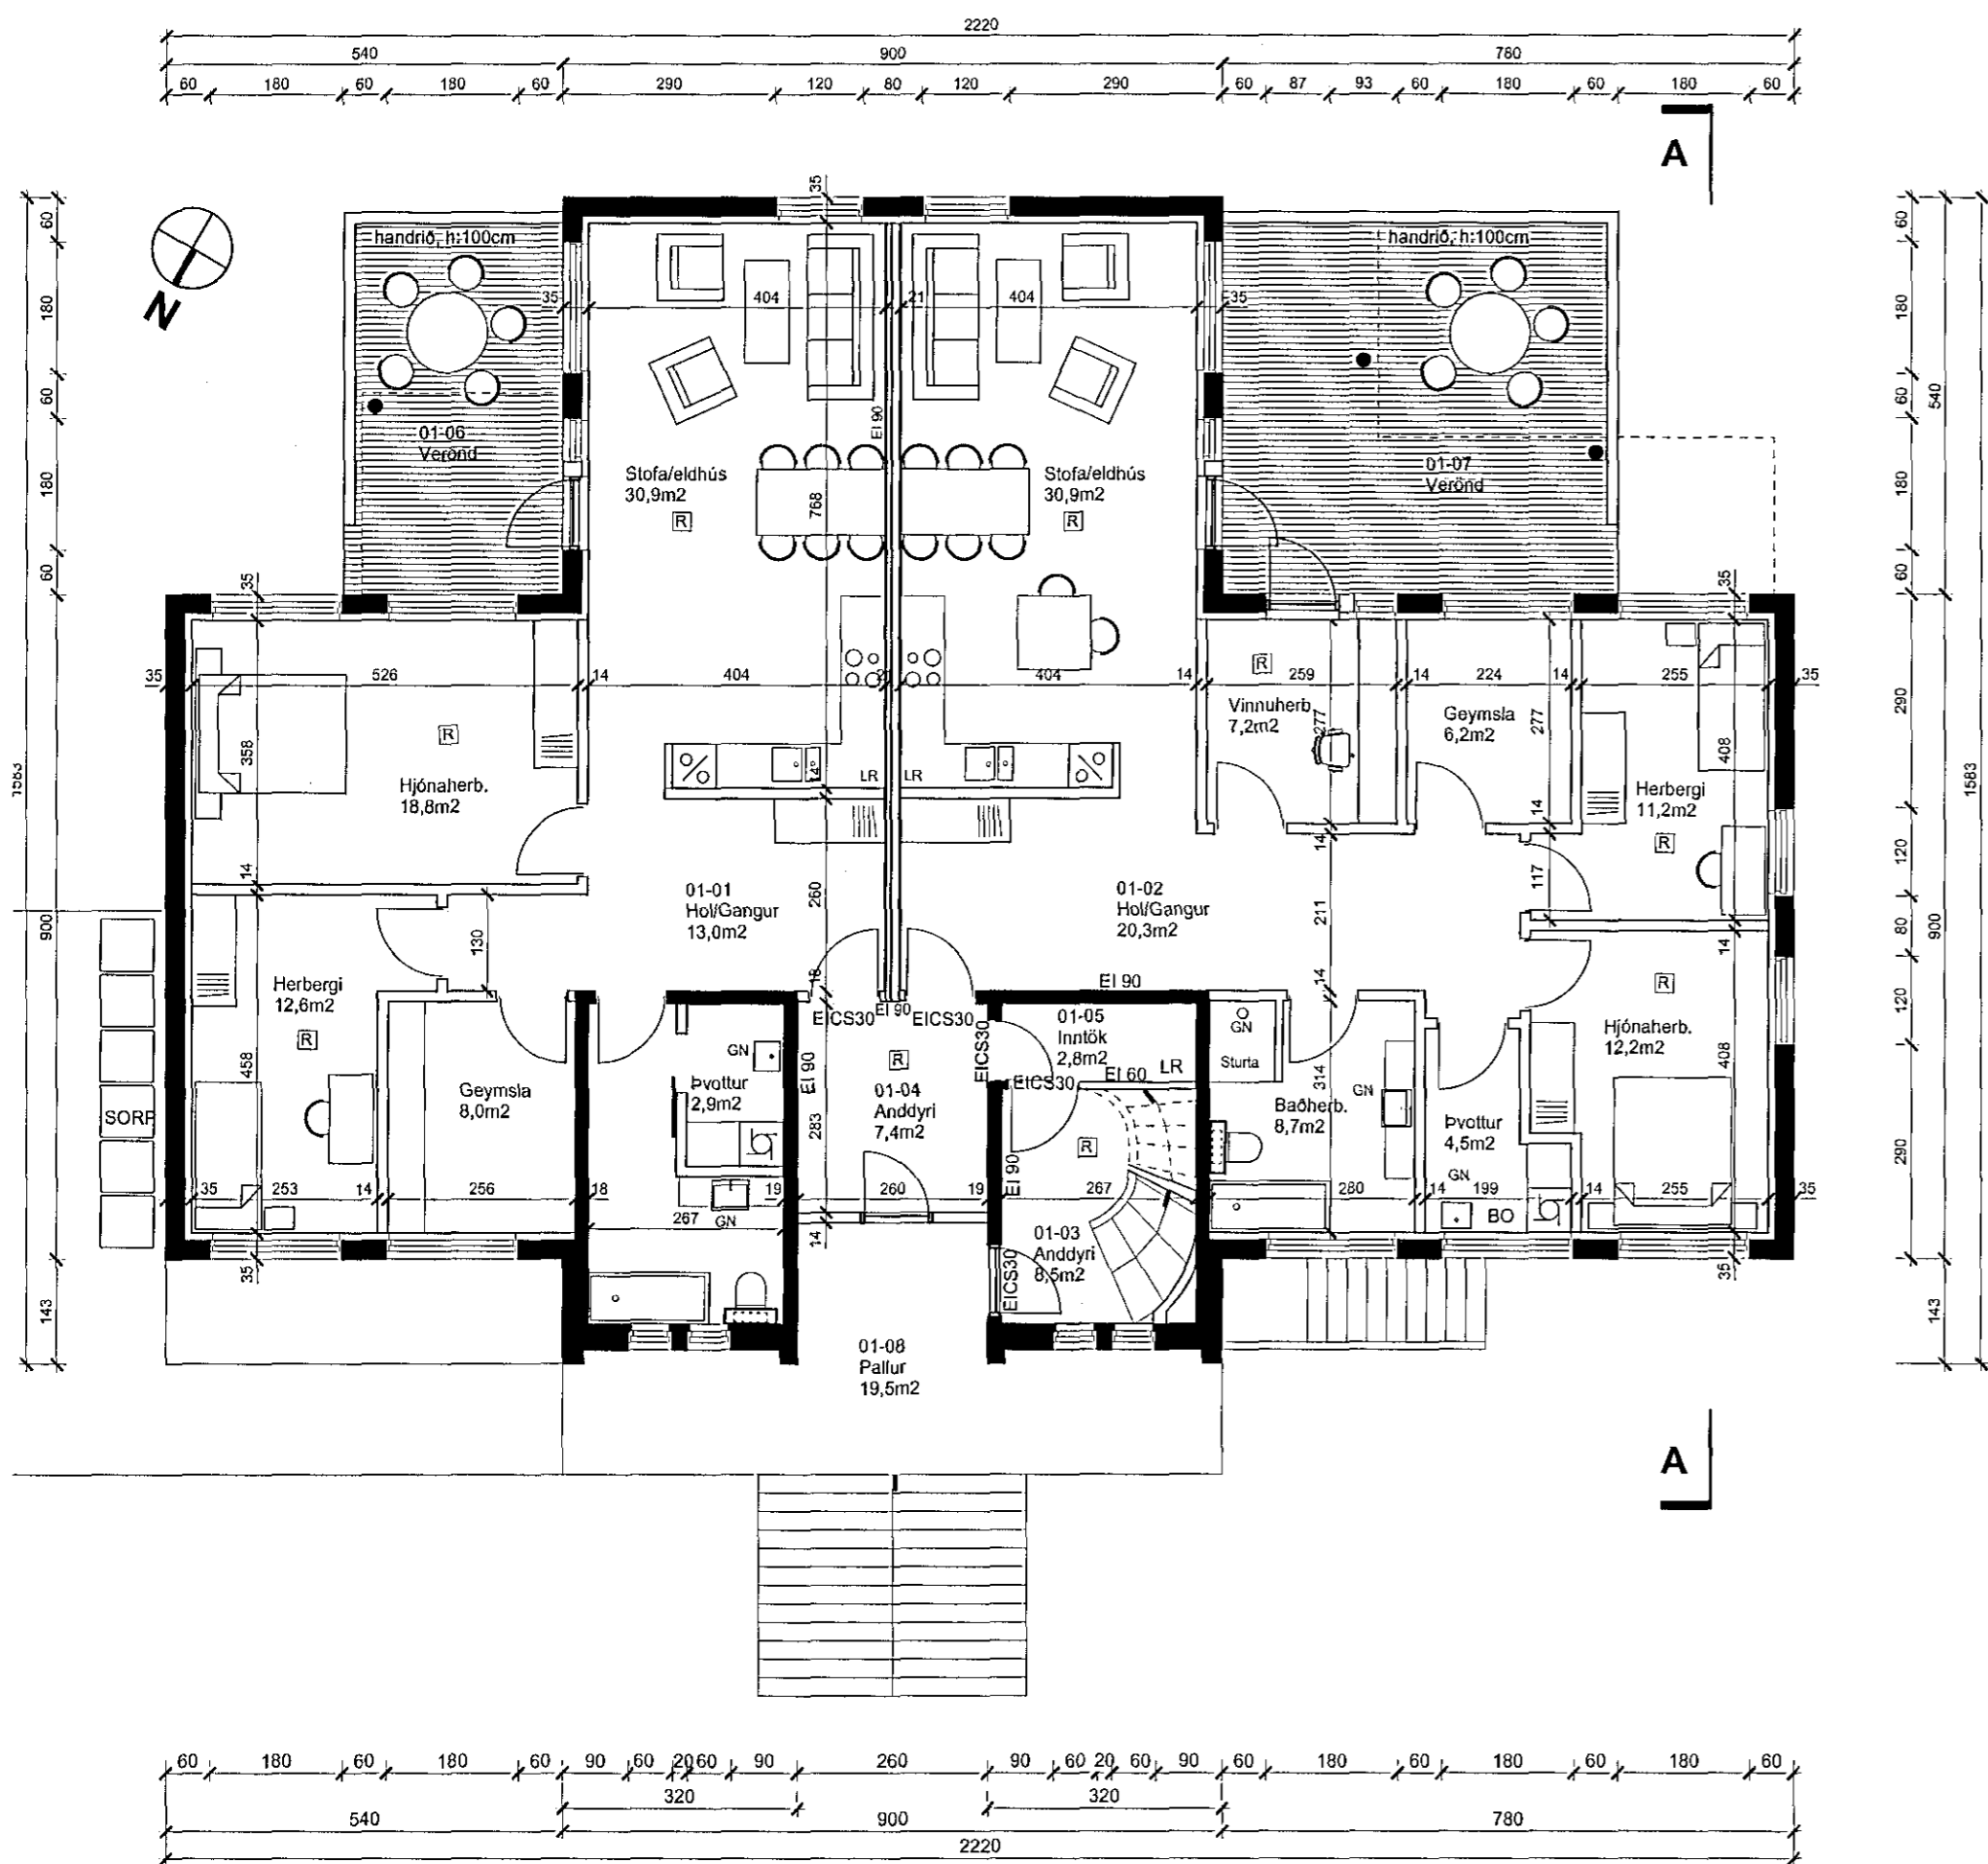 2220
540 900 780
60 180 60 180 60 290 120 80 120 290 60 87 93 60 180 60 180 60
A
N
35
handrið, h:100cm
handrið, h:100cm
60 180 60 180 60
1583
900
143
60 180 60 180 60
540
290 120 80 120 290
900
143
1583
35 404 21 404 35
EI 90
01-06
Verönd
01-07
Verönd
Stofa/eldhús
30,9m2
R
768
Stofa/eldhús
30,9m2
R
35
35
35 526 14 404 21 404 14 259 14 224 14 255 35
R
Vinnuherb.
7,2m2
277
Geymsla
6,2m2
277
408
Herbergi
11,2m2
R
358
R
Hjónaherb.
18,8m2
14
LR LR
14
14
14
117
01-01
Hol/Gangur
13,0m2
260
01-02
Hol/Gangur
20,3m2
211
130
18
14
14
EI 90
Herbergi
12,6m2
R
458
Geymsla
8,0m2
GN
Þvottur
2,9m2
EICS30 EI 90 EICS30
EI 90
R
01-04
Anddyri
7,4m2
283
EICS30
01-05
Inntök
2,8m2
EICS30 EI 60 LR
R
EI 90
GN
Sturta
314
GN
Baðherb.
8,7m2
Þvottur
4,5m2
GN
BO
R
Hjónaherb.
12,2m2
408
SORP
35 253 14 256 18 19 260 19 267 280 14 199 14 255 35
267
GN
14
01-03
Anddyri
8,5m2
EICS30
35
35
01-08
Pallur
19,5m2
A
60 180 60 180 60 90 60 20 60 90 260 90 60 20 60 90 60 180 60 180 60 180 60
320 320
540 900 780
2220